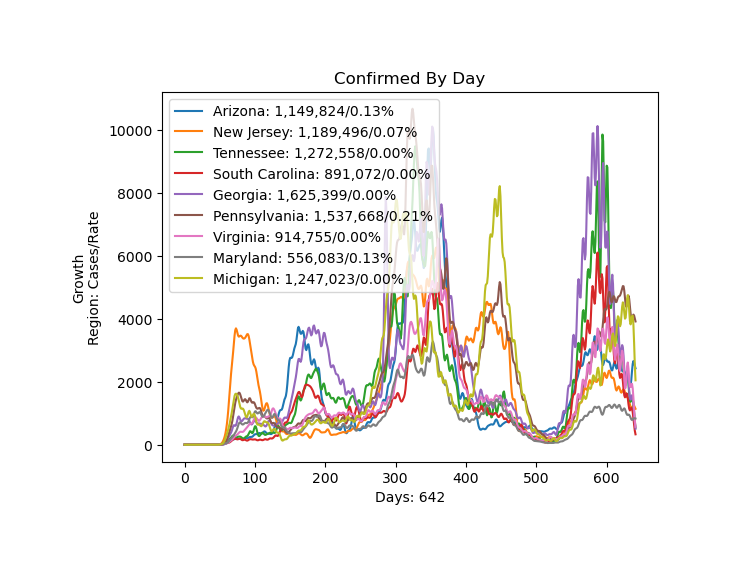 Confirmed By Day
Arizona: 1,149,824/0.13%
New Jersey: 1,189,496/0.07%
Tennessee: 1,272,558/0.00%
South Carolina: 891,072/0.00%
Georgia: 1,625,399/0.00%
Pennsylvania: 1,537,668/0.21%
Virginia: 914,755/0.00%
Maryland: 556,083/0.13%
Michigan: 1,247,023/0.00%
Growth
Region: Cases/Rate
10000
8000
6000
4000
2000
0
0 100 200 300 400 500 600
Days: 642